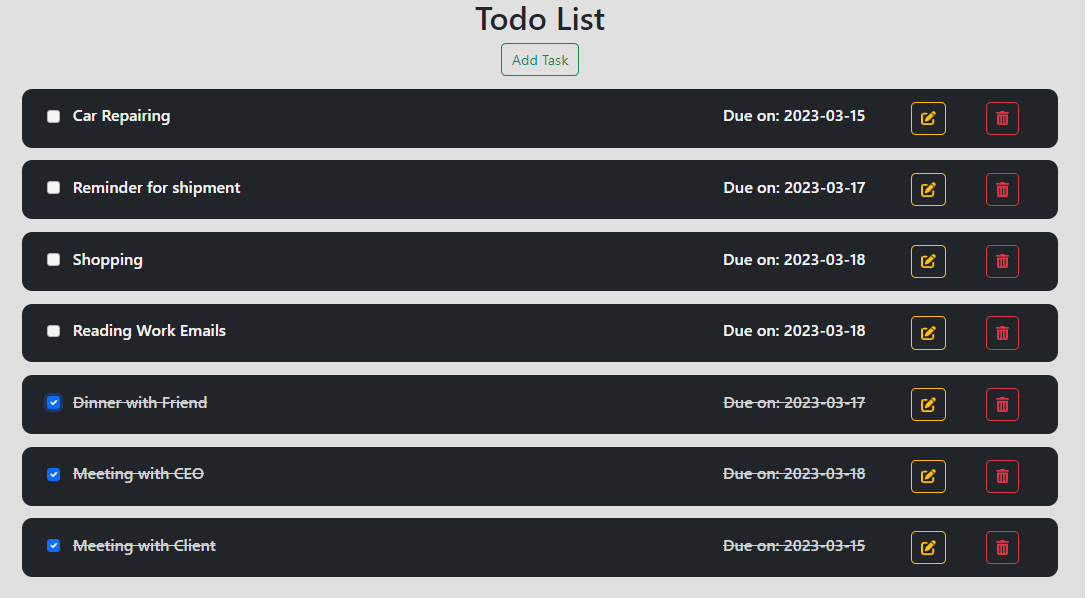 Todo List
Add Task
Car Repairing Due on: 2023-03-15
Reminder for shipment Due on: 2023-03-17
Shopping Due on: 2023-03-18
Reading Work Emails Due on: 2023-03-18
Dinner with Friend Due on: 2023-03-17
Meeting with CEO Due on: 2023-03-18
Meeting with Client Due on: 2023-03-15